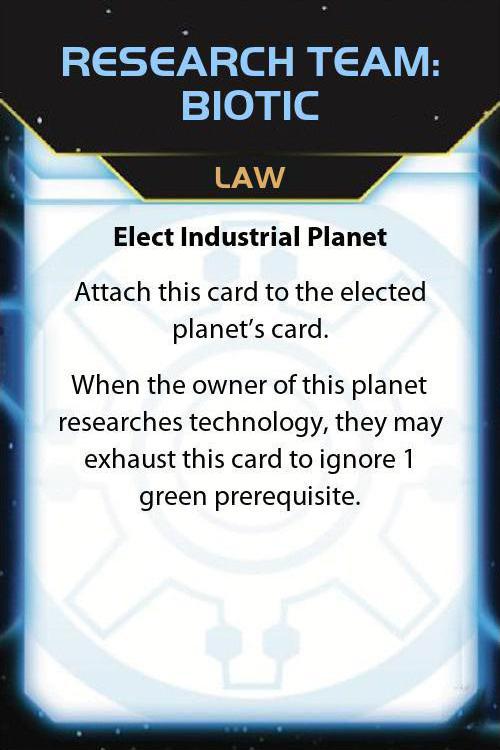 RESEARCH TEAM:
BIOTIC
LAW
Elect Industrial Planet
Attach this card to the elected
planet’s card.
When the owner of this planet
researches technology, they may
exhaust this card to ignore 1
green prerequisite.